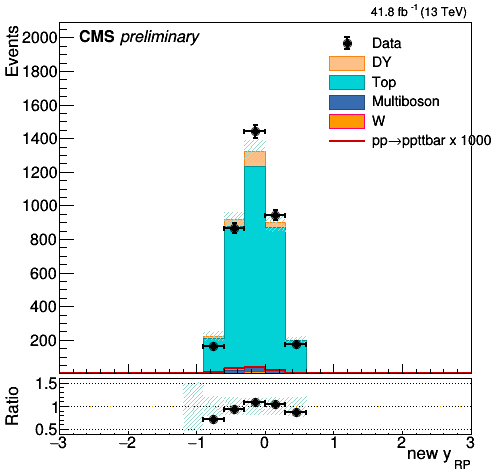 41.8 fb⁻¹ (13 TeV)
CMS preliminary
Events
2000
1800
1600
1400
1200
1000
800
600
400
200
Data
DY
Top
Multiboson
W
pp→ppttbar x 1000
Ratio
1.5
1
0.5
−3 −2 −1 0 1 2 3
new y_RP